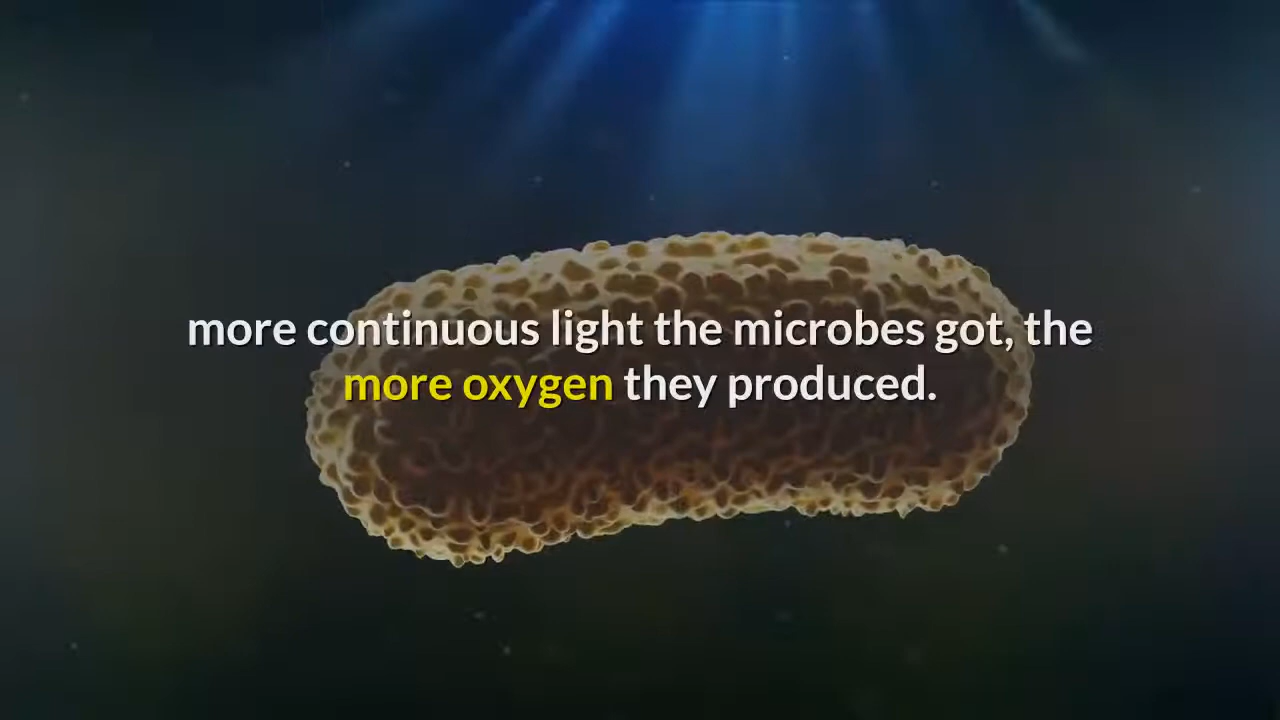 more continuous light the microbes got, the
more oxygen they produced.